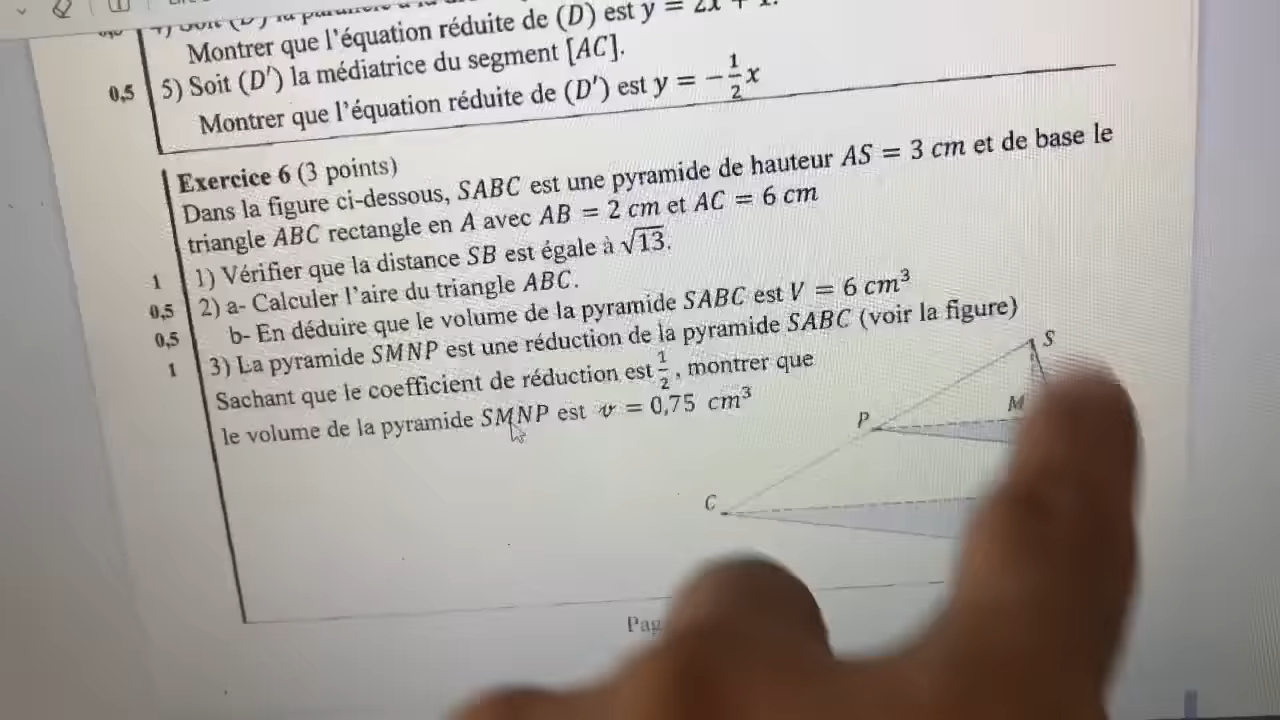 Montrer que l'équation réduite de (D) est y = 2x + 1.
0,5 5) Soit (D′) la médiatrice du segment [AC].
Montrer que l'équation réduite de (D′) est y = −1/2 x
Exercice 6 (3 points)
Dans la figure ci-dessous, SABC est une pyramide de hauteur AS = 3 cm et de base le
triangle ABC rectangle en A avec AB = 2 cm et AC = 6 cm
1 1) Vérifier que la distance SB est égale à √13.
0,5 2) a- Calculer l'aire du triangle ABC.
0,5 b- En déduire que le volume de la pyramide SABC est V = 6 cm³
1 3) La pyramide SMNP est une réduction de la pyramide SABC (voir la figure)
Sachant que le coefficient de réduction est 1/2, montrer que
le volume de la pyramide SMNP est v = 0,75 cm³
S
M
P
C
Pag